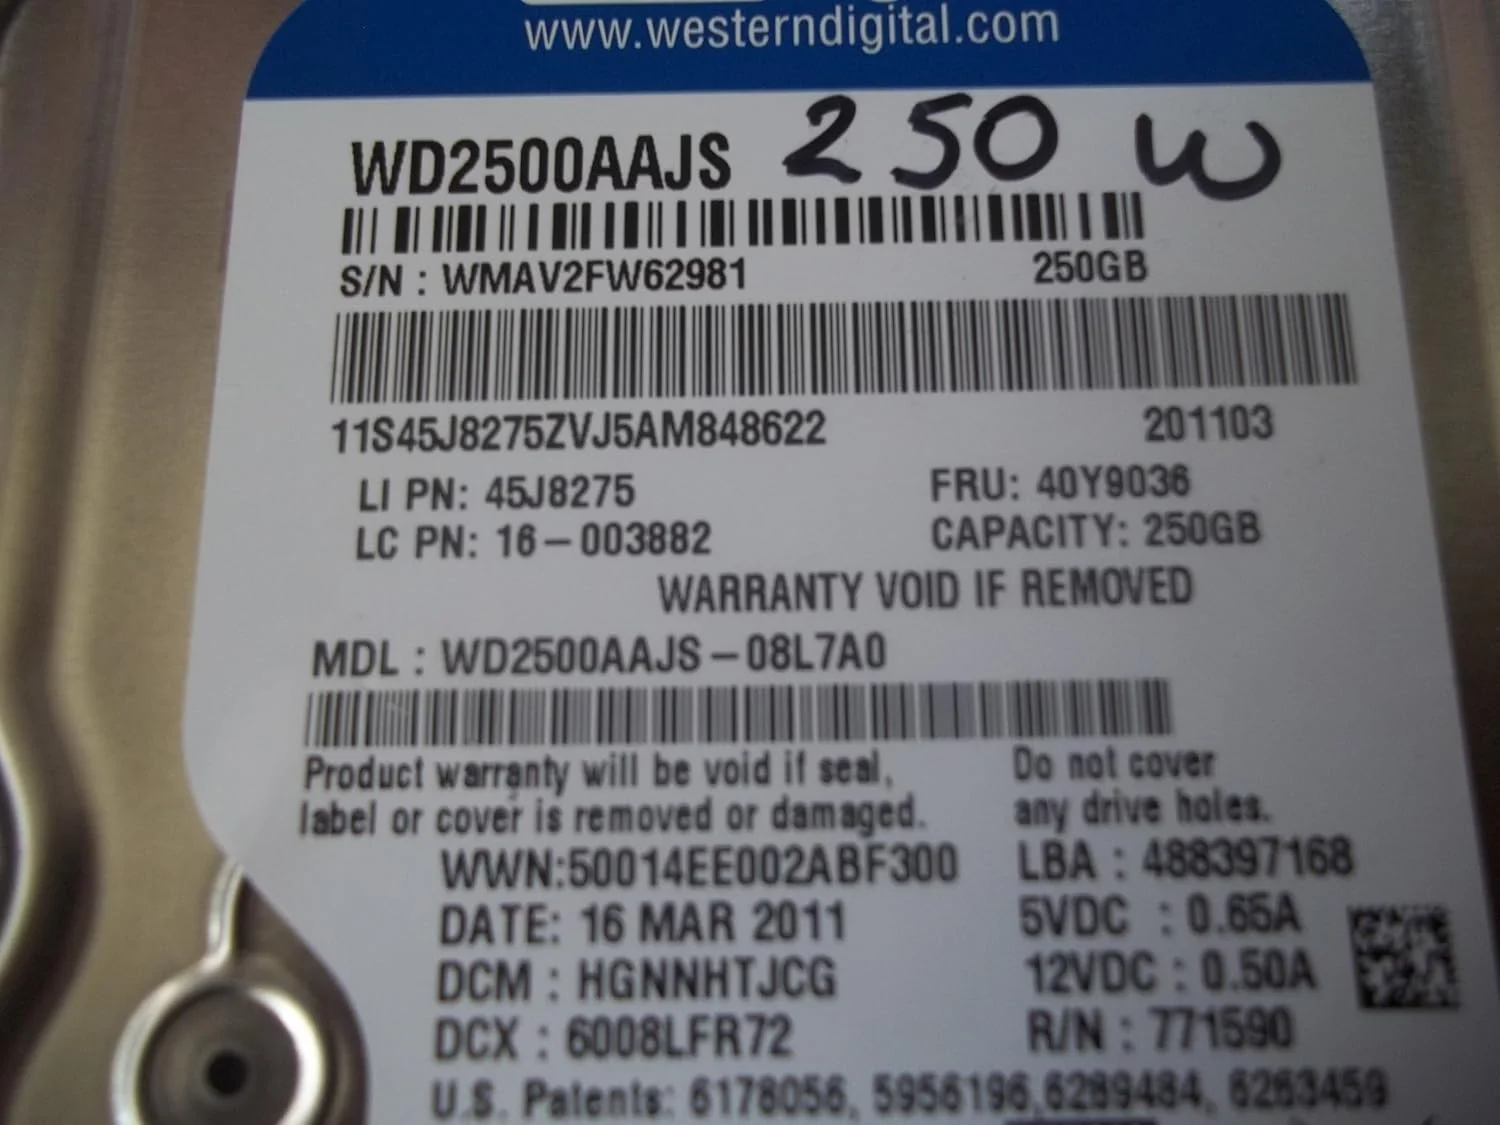 www.westerndigital.com
WD2500AAJS 250 W
S/N : WMAV2FW62981 250GB
11S45J8275ZVJ5AM848622 201103
LI PN: 45J8275 FRU: 40Y9036
LC PN: 16-003882 CAPACITY: 250GB
WARRANTY VOID IF REMOVED
MDL : WD2500AAJS-08L7A0
Product warranty will be void if seal, Do not cover
label or cover is removed or damaged. any drive holes.
WWN:50014EE002ABF300 LBA : 488397168
DATE: 16 MAR 2011 5VDC : 0.65A
DCM : HGNNHTJCG 12VDC : 0.50A
DCX : 6008LFR72 R/N : 771590
U.S. Patents: 6178056, 5956196,6289484, 6263459